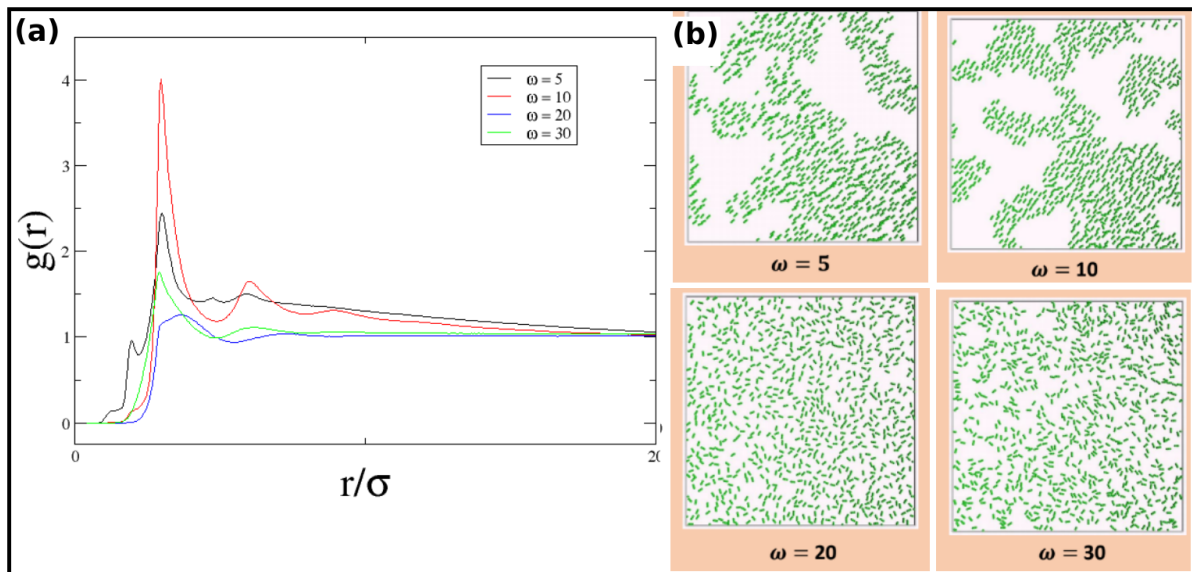 (a)
4
3
2
1
0
g(r)
ω = 5
ω = 10
ω = 20
ω = 30
0
20
r/σ
(b)
ω = 5
ω = 10
ω = 20
ω = 30